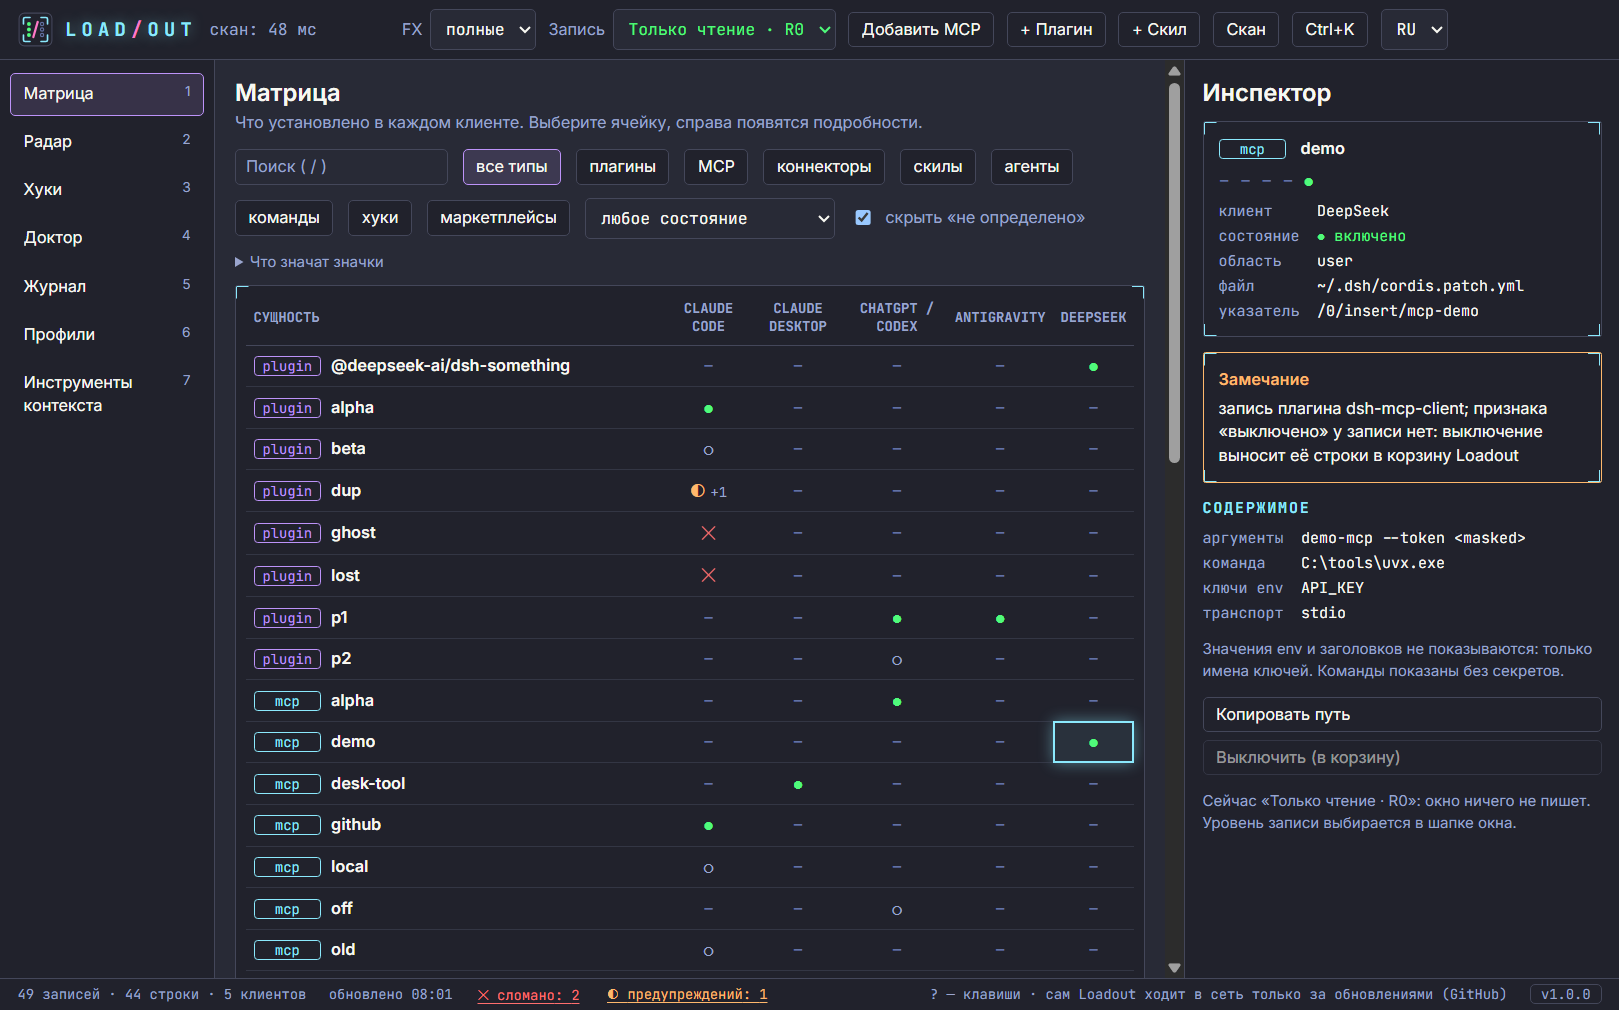 LOAD/OUT скан: 48 мс FX полные Запись Только чтение · R0 Добавить MCP + Плагин + Скил Скан Ctrl+K RU
Матрица 1
Радар 2
Хуки 3
Доктор 4
Журнал 5
Профили 6
Инструменты контекста 7
Матрица
Что установлено в каждом клиенте. Выберите ячейку, справа появятся подробности.
Поиск ( / ) все типы плагины MCP коннекторы скилы агенты
команды хуки маркетплейсы любое состояние скрыть «не определено»
▶ Что значат значки
СУЩНОСТЬ CLAUDE CODE CLAUDE DESKTOP CHATGPT / CODEX ANTIGRAVITY DEEPSEEK
plugin @deepseek-ai/dsh-something – – – – ●
plugin alpha ● – – – –
plugin beta ○ – – – –
plugin dup ◐ +1 – – – –
plugin ghost ✕ – – – –
plugin lost ✕ – – – –
plugin p1 – – ● ● –
plugin p2 – – ○ – –
mcp alpha – – ● – –
mcp demo – – – – ●
mcp desk-tool – ● – – –
mcp github ● – – – –
mcp local ○ – – – –
mcp off – – ○ – –
mcp old ○ – – – –
Инспектор
mcp demo
– – – – ●
клиент DeepSeek
состояние ● включено
область user
файл ~/.dsh/cordis.patch.yml
указатель /0/insert/mcp-demo
Замечание
запись плагина dsh-mcp-client; признака
«выключено» у записи нет: выключение
выносит её строки в корзину Loadout
СОДЕРЖИМОЕ
аргументы demo-mcp --token <masked>
команда C:\tools\uvx.exe
ключи env API_KEY
транспорт stdio
Значения env и заголовков не показываются: только
имена ключей. Команды показаны без секретов.
Копировать путь
Выключить (в корзину)
Сейчас «Только чтение · R0»: окно ничего не пишет.
Уровень записи выбирается в шапке окна.
49 записей · 44 строки · 5 клиентов обновлено 08:01 ✕ сломано: 2 ◐ предупреждений: 1 ? — клавиши · сам Loadout ходит в сеть только за обновлениями (GitHub) v1.0.0